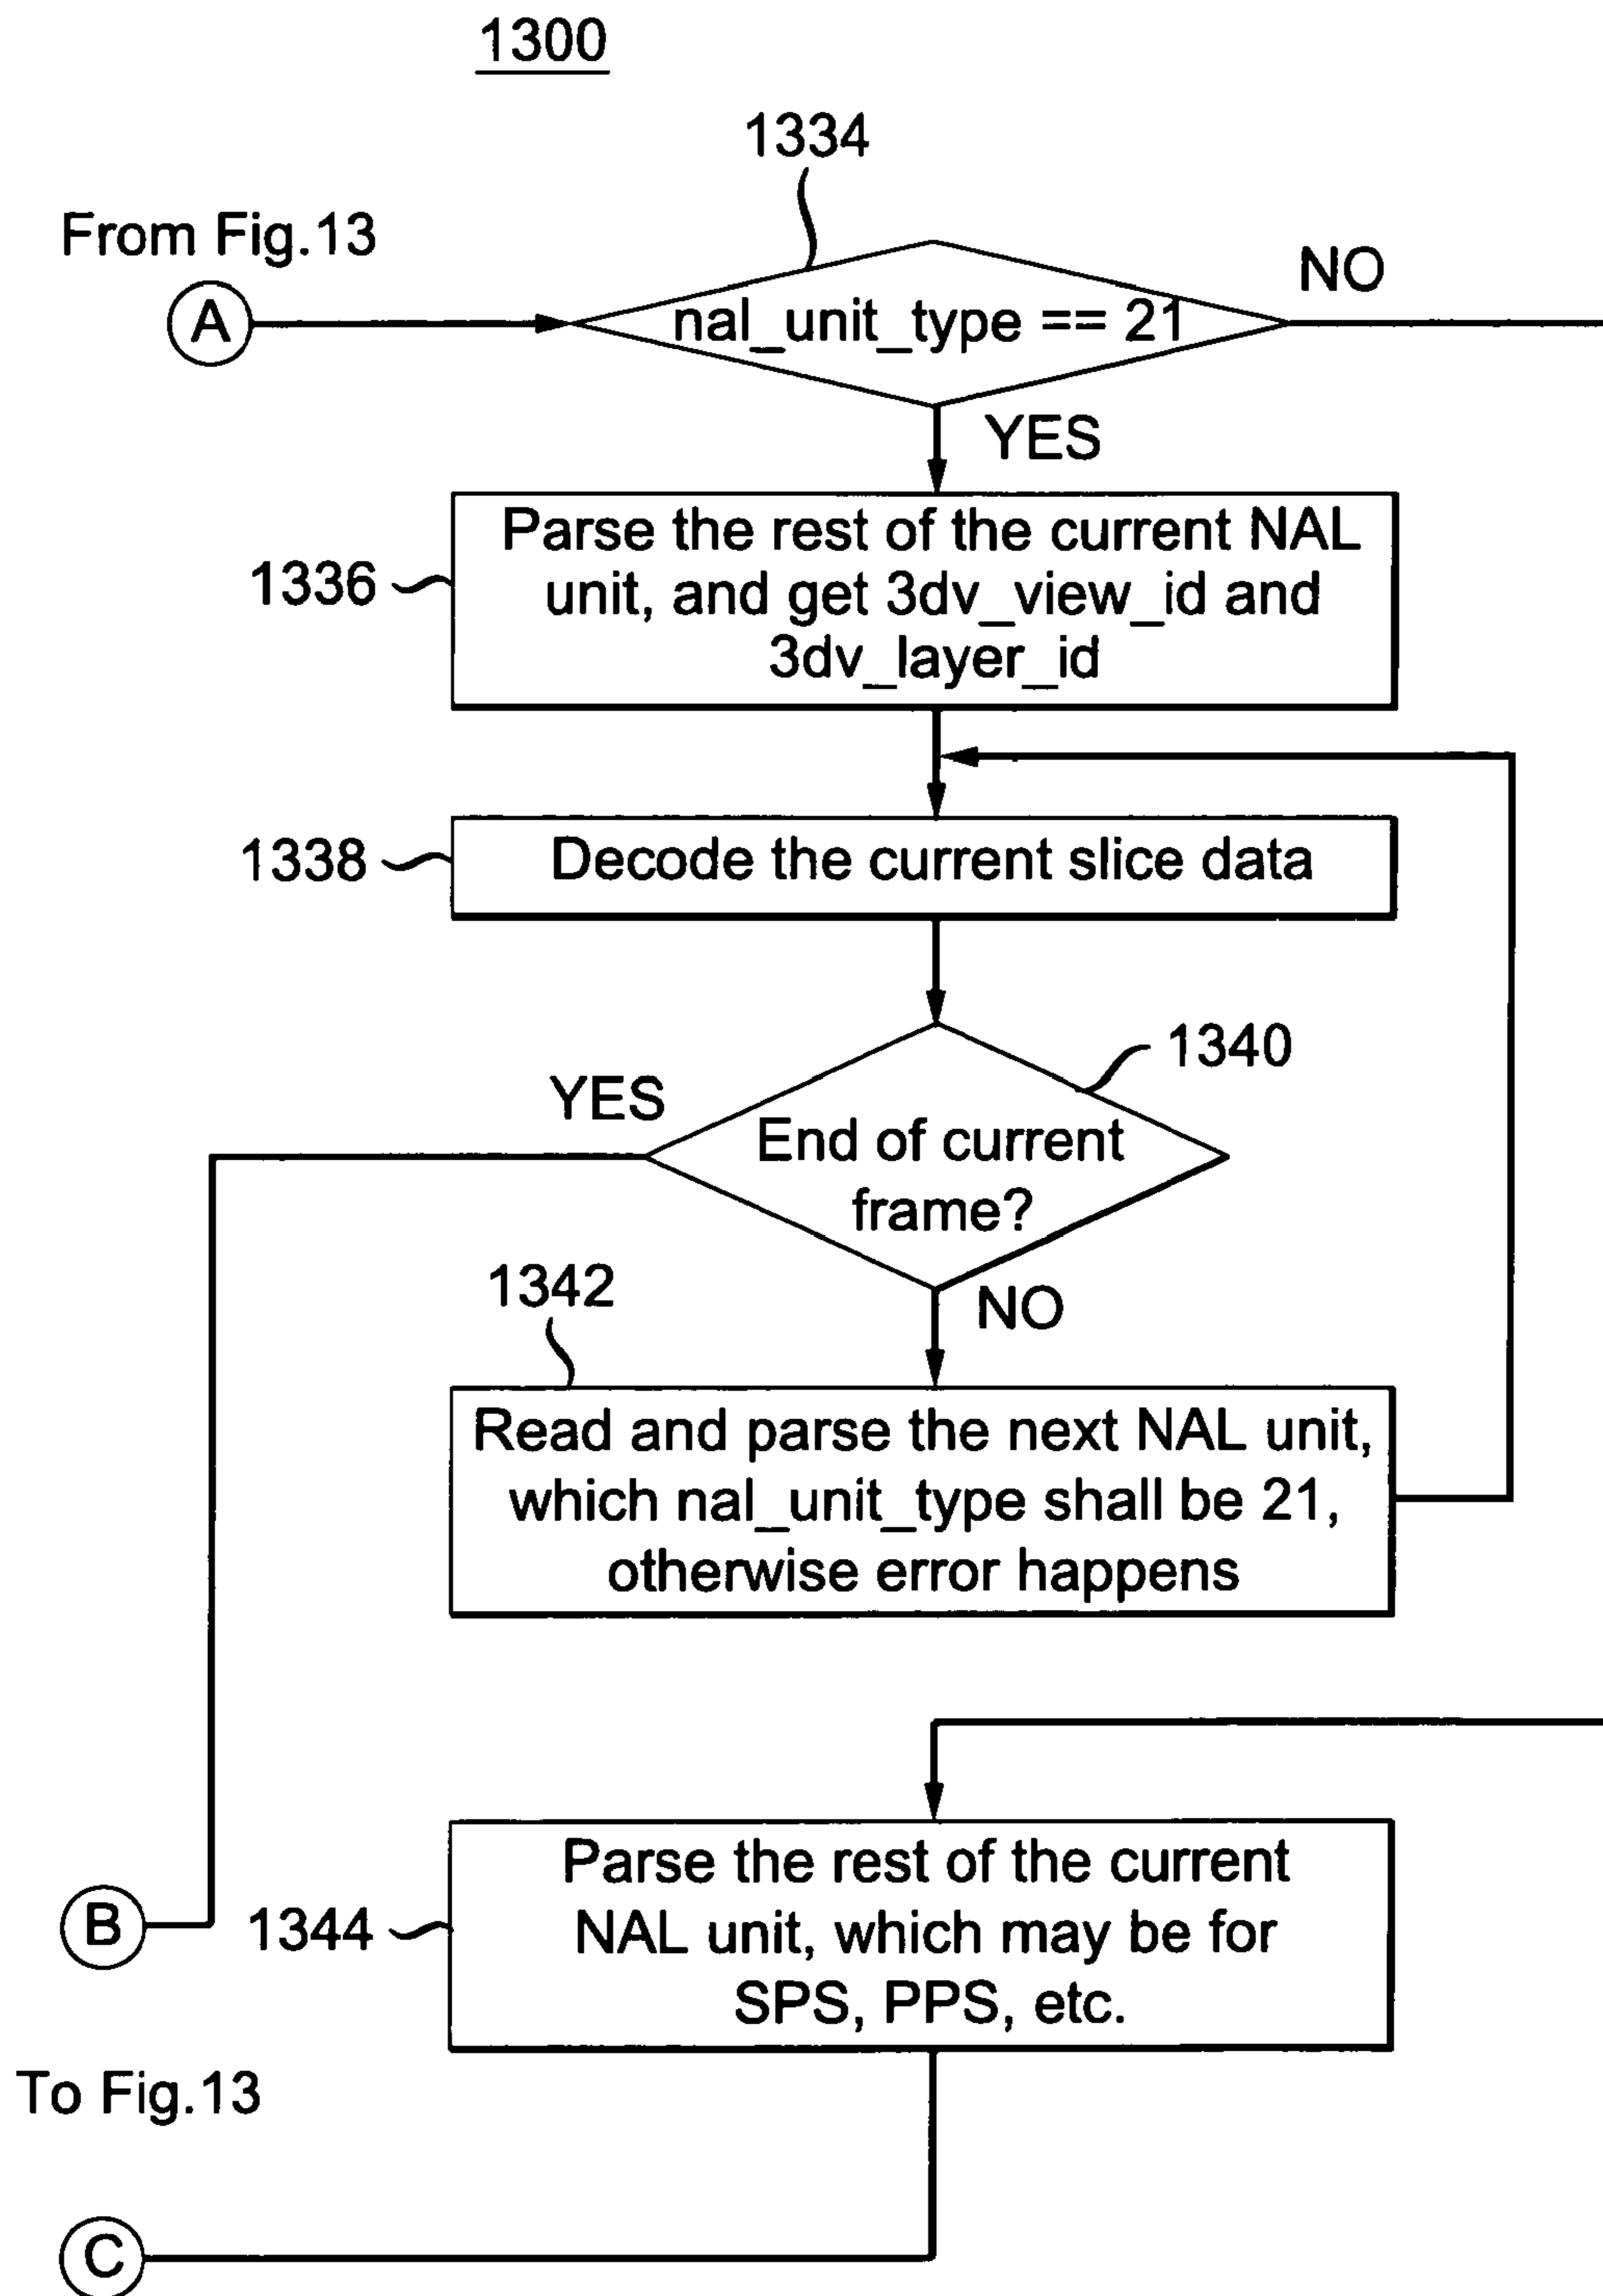 1300
1334
From Fig.13
NO
A
nal_unit_type == 21
YES
Parse the rest of the current NAL
unit, and get 3dv_view_id and
3dv_layer_id
1336
Decode the current slice data
1338
1340
YES
End of current
frame?
1342
NO
Read and parse the next NAL unit,
which nal_unit_type shall be 21,
otherwise error happens
Parse the rest of the current
NAL unit, which may be for
SPS, PPS, etc.
B
1344
To Fig.13
C